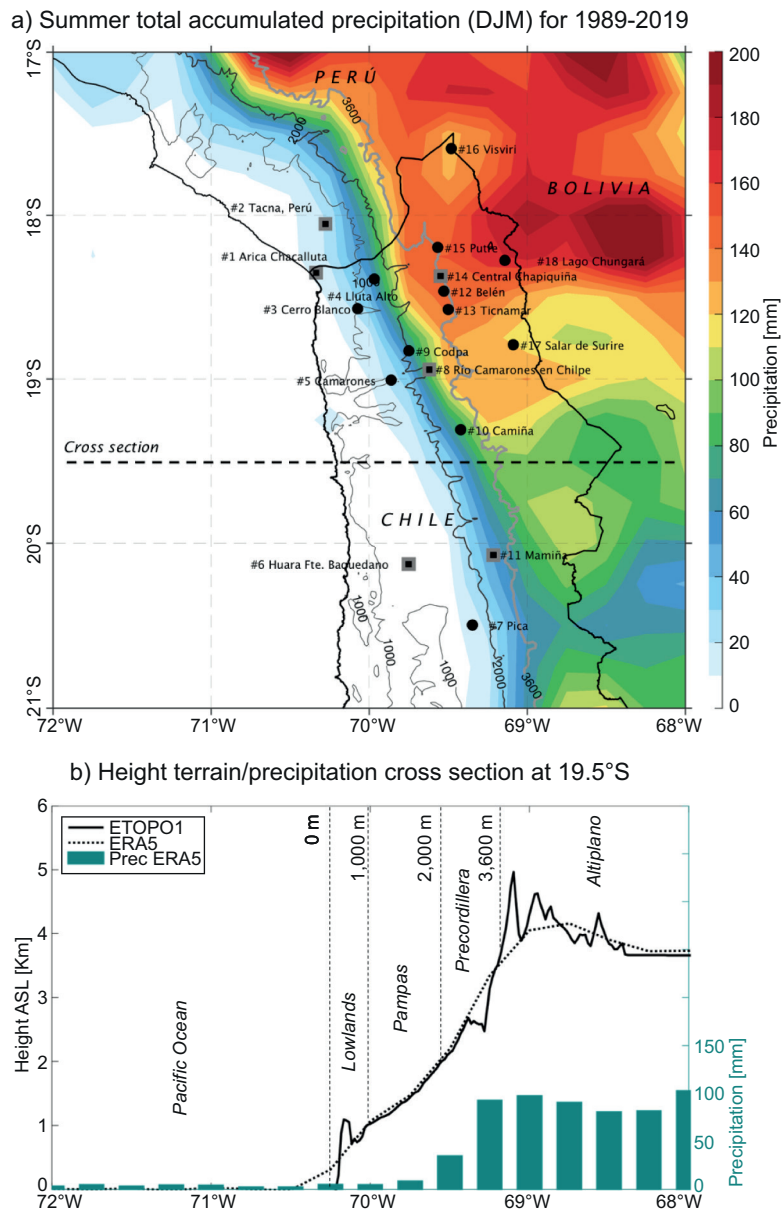 a) Summer total accumulated precipitation (DJM) for 1989-2019
17°S
18°S
19°S
20°S
21°S
72°W
71°W
70°W
69°W
68°W
PERÚ
BOLIVIA
CHILE
3600
2000
1000
#16 Visviri
#2 Tacna, Perú
#15 Putre
#1 Arica Chacalluta
#18 Lago Chungará
#14 Central Chapiquiña
#4 Lluta Alto
#12 Belén
#3 Cerro Blanco
#13 Ticnamar
#9 Codpa
#17 Salar de Surire
#8 Río Camarones en Chilpe
#5 Camarones
#10 Camiña
Cross section
#11 Mamiña
#6 Huara Fte. Baquedano
#7 Pica
1000
1000
1000
2000
3600
200
180
160
140
120
100
80
60
40
20
0
Precipitation [mm]
b) Height terrain/precipitation cross section at 19.5°S
ETOPO1
ERA5
Prec ERA5
6
5
4
3
2
1
0
Height ASL [Km]
0 m
1,000 m
2,000 m
3,600 m
Pacific Ocean
Lowlands
Pampas
Precordillera
Altiplano
150
100
50
0
Precipitation [mm]
72°W
71°W
70°W
69°W
68°W